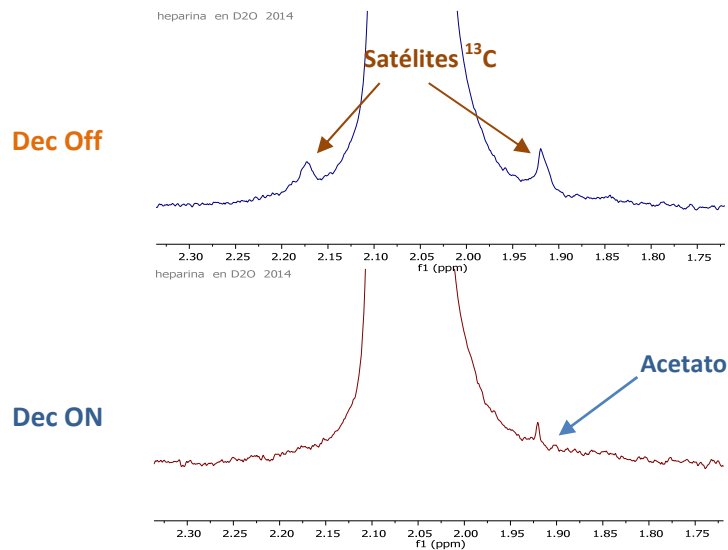 heparina en D2O 2014
Satélites ¹³C
Dec Off
2.30 2.25 2.20 2.15 2.10 2.05 2.00 1.95 1.90 1.85 1.80 1.75
f1 (ppm)
heparina en D2O 2014
Acetato
Dec ON
2.30 2.25 2.20 2.15 2.10 2.05 2.00 1.95 1.90 1.85 1.80 1.75
f1 (ppm)